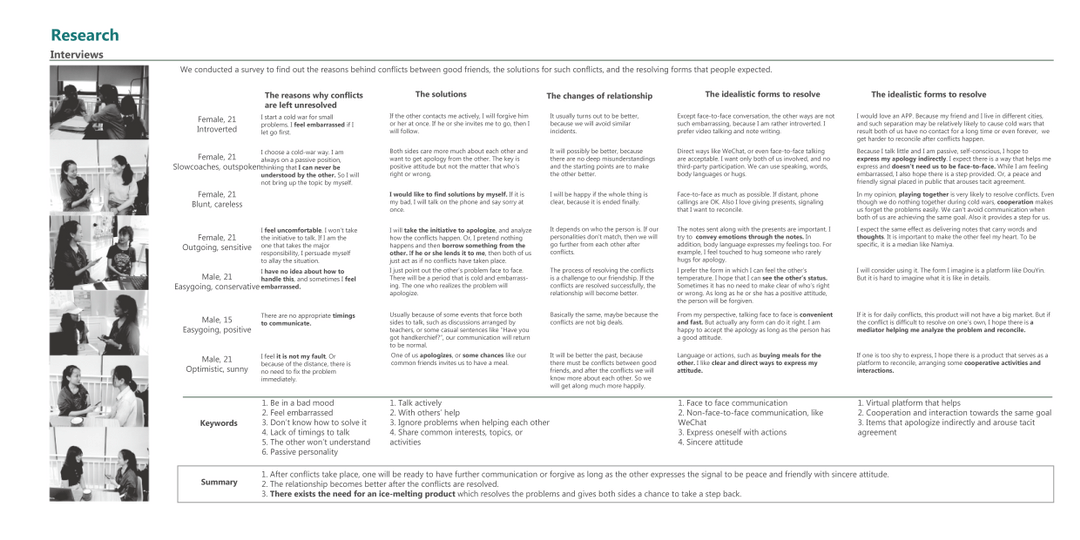 Research
Interviews
We conducted a survey to find out the reasons behind conflicts between good friends, the solutions for such conflicts, and the resolving forms that people expected.
The reasons why conflicts
are left unresolved
The solutions
The changes of relationship
The idealistic forms to resolve
The idealistic forms to resolve
Female, 21
Introverted
I start a cold war for small
problems. I feel embarrassed if I
let go first.
If the other contacts me actively, I will forgive him
or her at once. If he or she invites me to go, then I
will follow.
It usually turns out to be better,
because we will avoid similar
incidents.
Except face-to-face conversation, the other ways are not
such embarrassing, because I am rather introverted. I
prefer video talking and note writing.
I would love an APP. Because my friend and I live in different cities,
and such separation may be relatively likely to cause cold wars that
result both of us have no contact for a long time or even forever, we
get harder to reconcile after conflicts happen.
Female, 21
Slowcoaches, outspoken
I choose a cold-war way. I am
always on a passive position,
thinking that I can never be
understood by the other. So I will
not bring up the topic by myself.
Both sides care more much about each other and
want to get apology from the other. The key is
positive attitude but not the matter that who's
right or wrong.
It will possibly be better, because
there are no deep misunderstandings
and the starting points are to make
the other better.
Direct ways like WeChat, or even face-to-face talking
are acceptable. I want only both of us involved, and no
third-party participation. We can use speaking, words,
body languages or hugs.
Because I talk little and I am passive, self-conscious, I hope to
express my apology indirectly. I expect there is a way that helps me
express and doesn't need us to be face-to-face. While I am feeling
embarrassed, I also hope there is a step provided. Or, a peace and
friendly signal placed in public that arouses tacit agreement.
Female, 21
Blunt, careless
I would like to find solutions by myself. If it is
my bad, I will talk on the phone and say sorry at
once.
I will be happy if the whole thing is
clear, because it is ended finally.
Face-to-face as much as possible. If distant, phone
callings are OK. Also I love giving presents, signaling
that I want to reconcile.
In my opinion, playing together is very likely to resolve conflicts. Even
though we do nothing together during cold wars, cooperation makes
us forget the problems easily. We can't avoid communication when
both of us are achieving the same goal. Also it provides a step for us.
Female, 21
Outgoing, sensitive
I feel uncomfortable. I won't take
the initiative to talk. If I am the
one that takes the major
responsibility, I persuade myself
to allay the situation.
I will take the initiative to apologize, and analyze
how the conflicts happen. Or, I pretend nothing
happens and then borrow something from the
other. If he or she lends it to me, then both of us
just act as if no conflicts have taken place.
It depends on who the person is. If our
personalities don't match, then we will
go further from each other after
conflicts.
The notes sent along with the presents are important. I
try to convey emotions through the notes. In
addition, body language expresses my feelings too. For
example, I feel touched to hug someone who rarely
hugs for apology.
I expect the same effect as delivering notes that carry words and
thoughts. It is important to make the other feel my heart. To be
specific, it is a median like Namiya.
Male, 21
Easygoing, conservative
I have no idea about how to
handle this, and sometimes I feel
embarrassed.
I just point out the other's problem face to face.
There will be a period that is cold and embarrass-
ing. The one who realizes the problem will
apologize.
The process of resolving the conflicts
is a challenge to our friendship. If the
conflicts are resolved successfully, the
relationship will become better.
I prefer the form in which I can feel the other's
temperature. I hope that I can see the other's status.
Sometimes it has no need to make clear of who's right
or wrong. As long as he or she has a positive attitude,
the person will be forgiven.
I will consider using it. The form I imagine is a platform like DouYin.
But it is hard to imagine what this platform is like in detail.
Male, 15
Easygoing, positive
There are no appropriate timings
to communicate.
Usually because of some events that force both
sides to talk, such as discussions arranged by
teachers, or some casual sentences like "Have you
got handkerchief?", our communication will return
to be normal.
Basically the same, maybe because the
conflicts are not big deals.
From my perspective, talking face to face is convenient
and fast. But actually any form can do it right. I am
happy to accept the apology as long as the person has
a good attitude.
If it is for daily conflicts, this product will not have a big market. But if
the conflict is difficult to resolve on one's own, I hope there is a
mediator helping me analyze the problem and reconcile.
Male, 21
Optimistic, sunny
I feel it is not my fault. Or
because of the distance, there is
no need to fix the problem
immediately.
One of us apologizes, or some chances like our
common friends invites us to have a meal.
It will be better the past, because
there must be conflicts between good
friends, and after the conflicts we will
know more about each other. So we
will get along much more happily.
Language or actions, such as buying meals for the
other. I like clear and direct ways to express my
attitude.
If one is too shy to express, I hope there is a product that serves as a
platform to reconcile, arranging some cooperative activities and
interactions.
Keywords
1. Be in a bad mood
2. Feel embarrassed
3. Don't know how to solve it
4. Lack of timings to talk
5. The other won't understand
6. Passive personality
1. Talk actively
2. With others' help
3. Ignore problems when helping each other
4. Share common interests, topics, or
activities
1. Face to face communication
2. Non-face-to-face communication, like
WeChat
3. Express oneself with actions
4. Sincere attitude
1. Virtual platform that helps
2. Cooperation and interaction towards the same goal
3. Items that apologize indirectly and arouse tacit
agreement
Summary
1. After conflicts take place, one will be ready to have further communication or forgive as long as the other expresses the signal to be peace and friendly with sincere attitude.
2. The relationship becomes better after the conflicts are resolved.
3. There exists the need for an ice-melting product which resolves the problems and gives both sides a chance to take a step back.